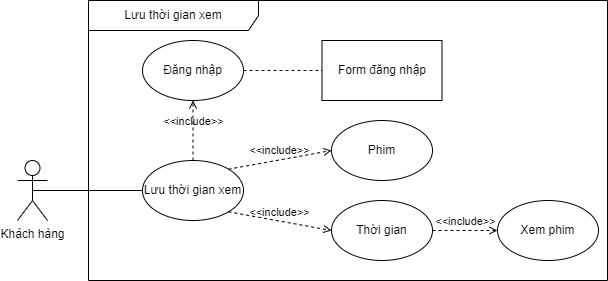 Lưu thời gian xem
Đăng nhập
Form đăng nhập
<<include>>
<<include>>
Phim
Lưu thời gian xem
<<include>>
<<include>>
Khách hàng
Thời gian
Xem phim